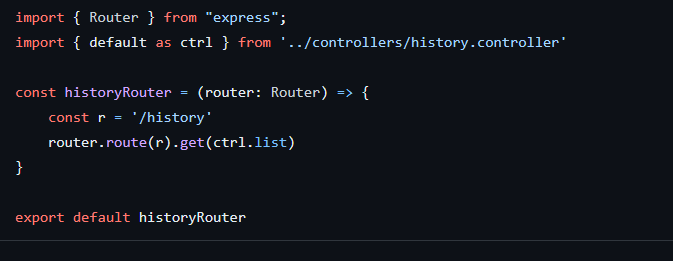 import { Router } from "express";
import { default as ctrl } from '../controllers/history.controller'
const historyRouter = (router: Router) => {
const r = '/history'
router.route(r).get(ctrl.list)
}
export default historyRouter